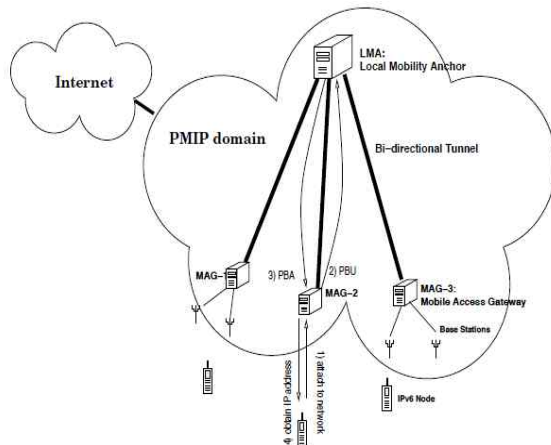 LMA:
Local Mobility Anchor
Internet
PMIP domain
Bi-directional Tunnel
MAG-1
3) PBA
2) PBU
MAG-2
MAG-3:
Mobile Access Gateway
Base Stations
4) obtain IP address
1) attach to network
IPv6 Node